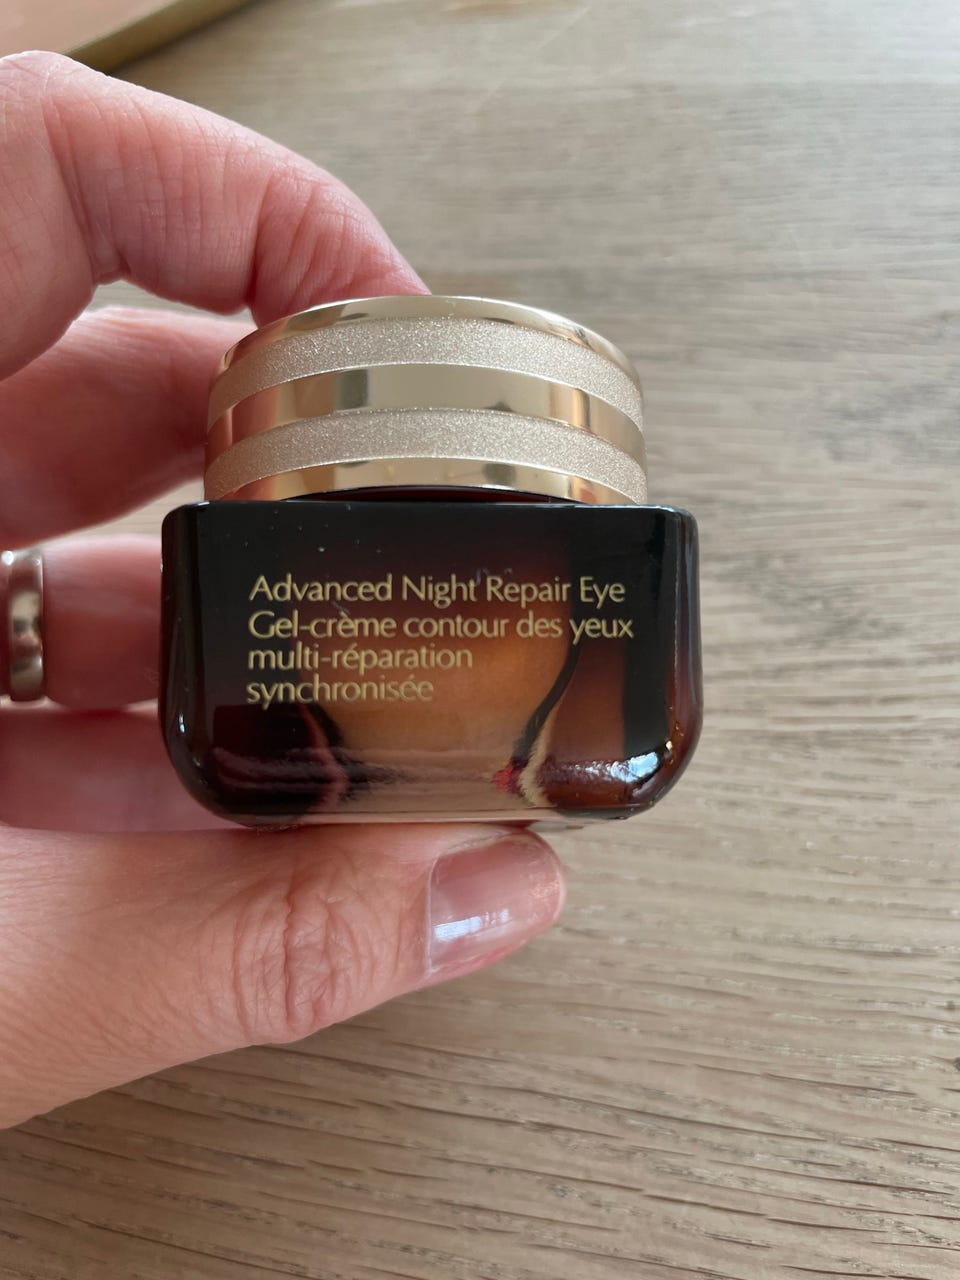 Advanced Night Repair Eye
Gel-crème contour des yeux
multi-réparation
synchronisée